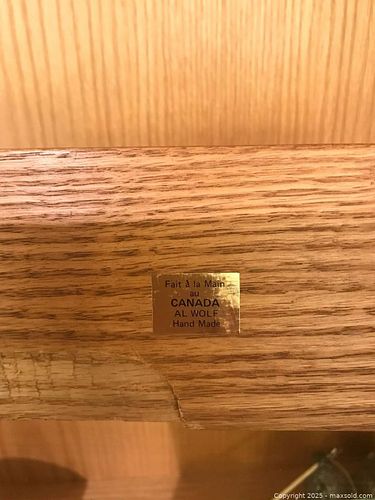 Fait à la Main
au
CANADA
AL WOLF
Hand Made
Copyright 2025 - maxsold.com